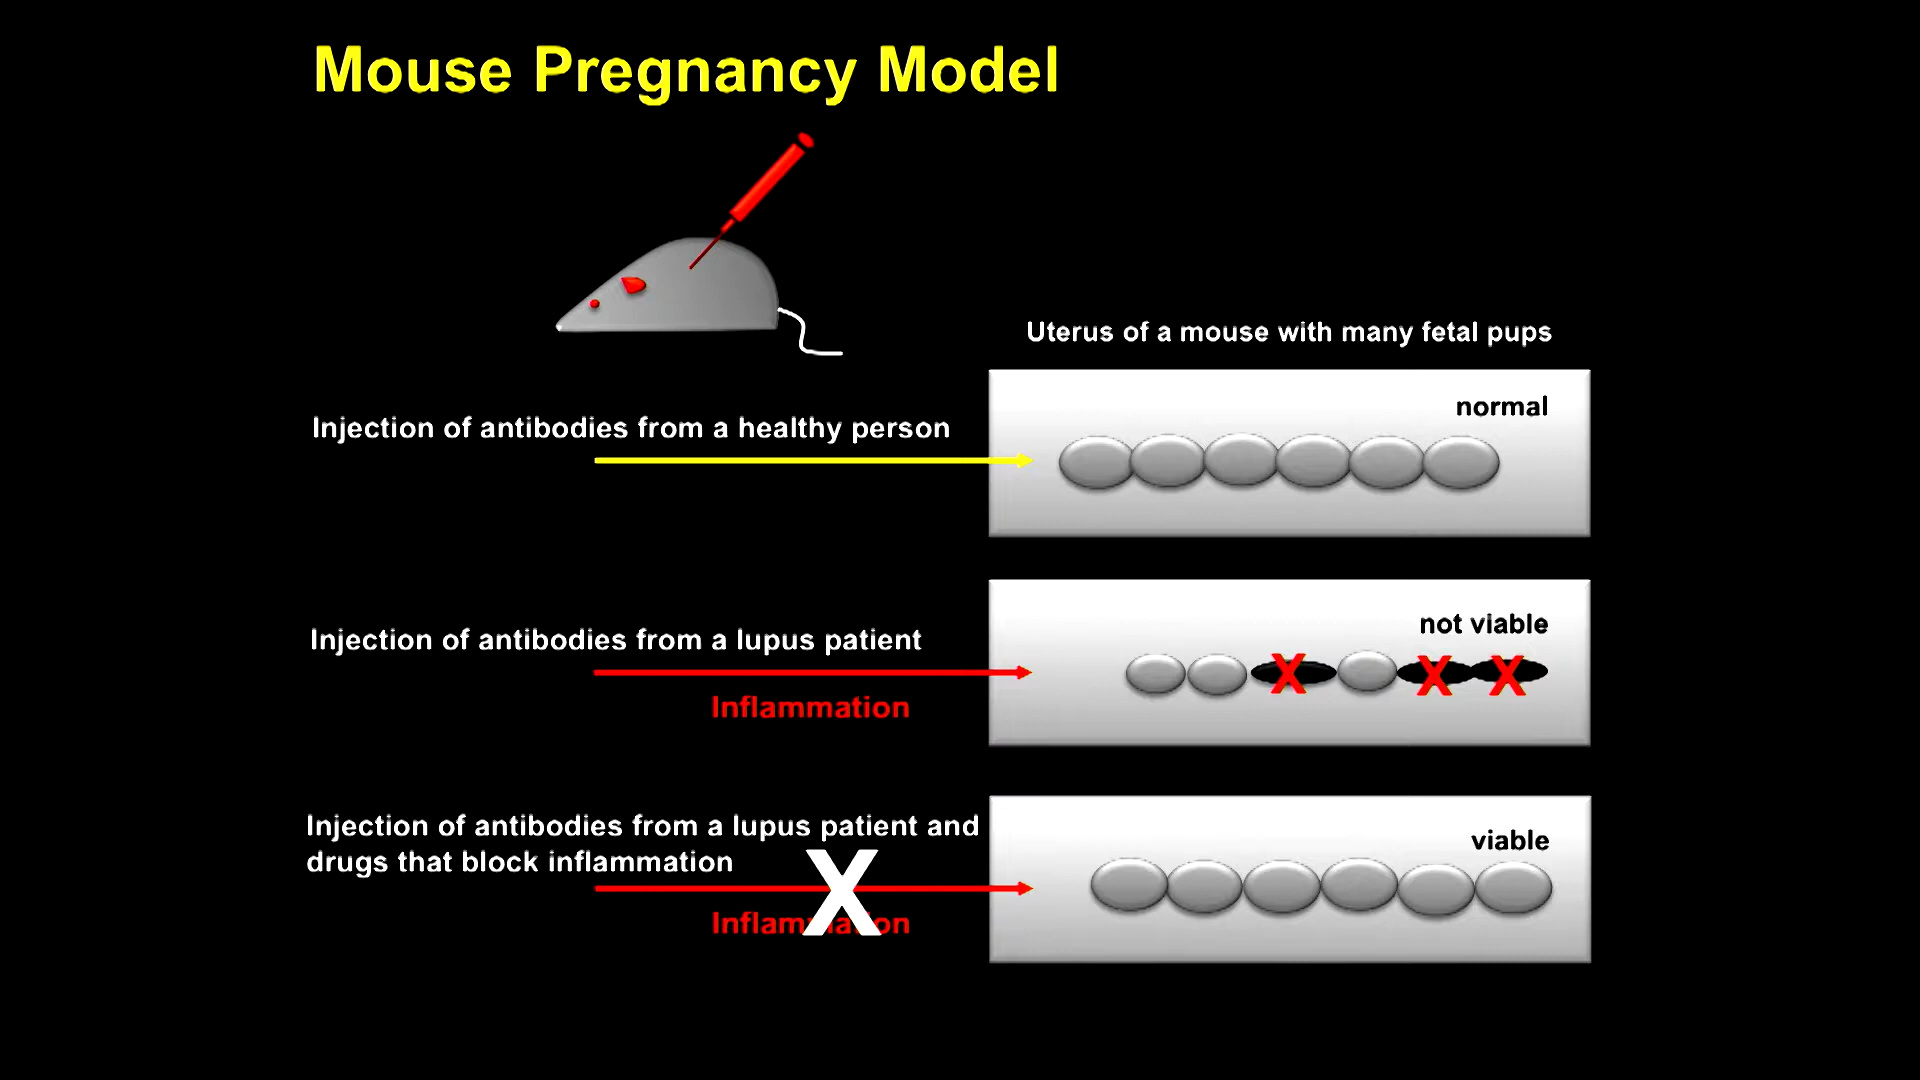 Mouse Pregnancy Model
Uterus of a mouse with many fetal pups
Injection of antibodies from a healthy person
normal
Injection of antibodies from a lupus patient
Inflammation
not viable
X X X
Injection of antibodies from a lupus patient and
drugs that block inflammation
X
Inflammation
viable